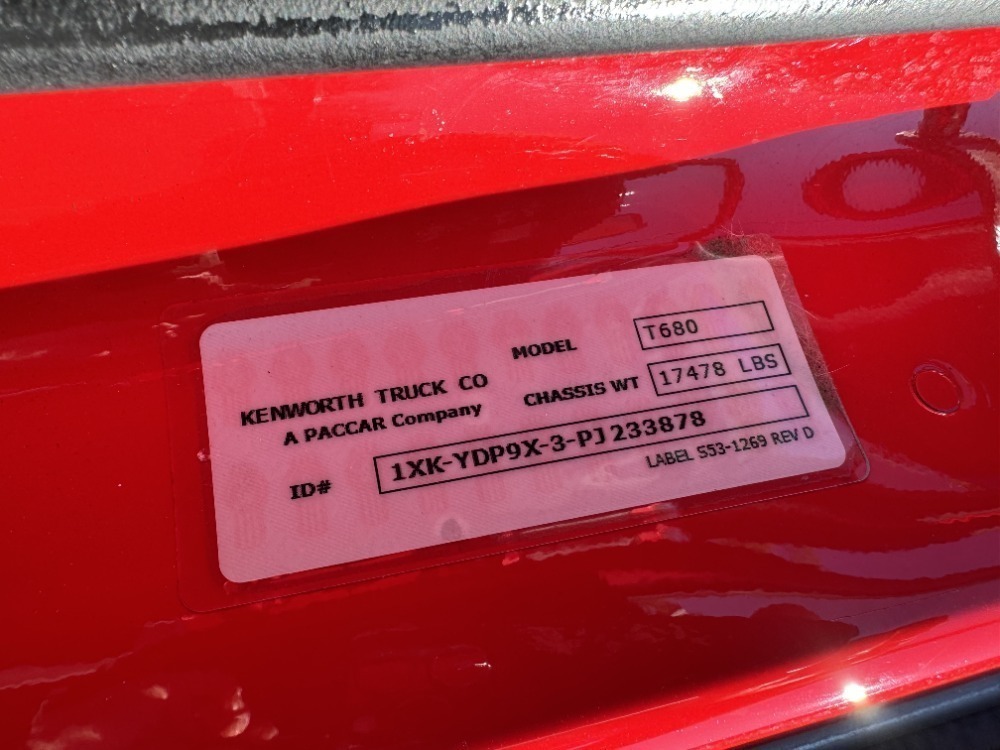 MODEL T680
KENWORTH TRUCK CO
A PACCAR Company
CHASSIS WT 17478 LBS
ID# 1XK-YDP9X-3-PJ233878
LABEL S53-1269 REV D